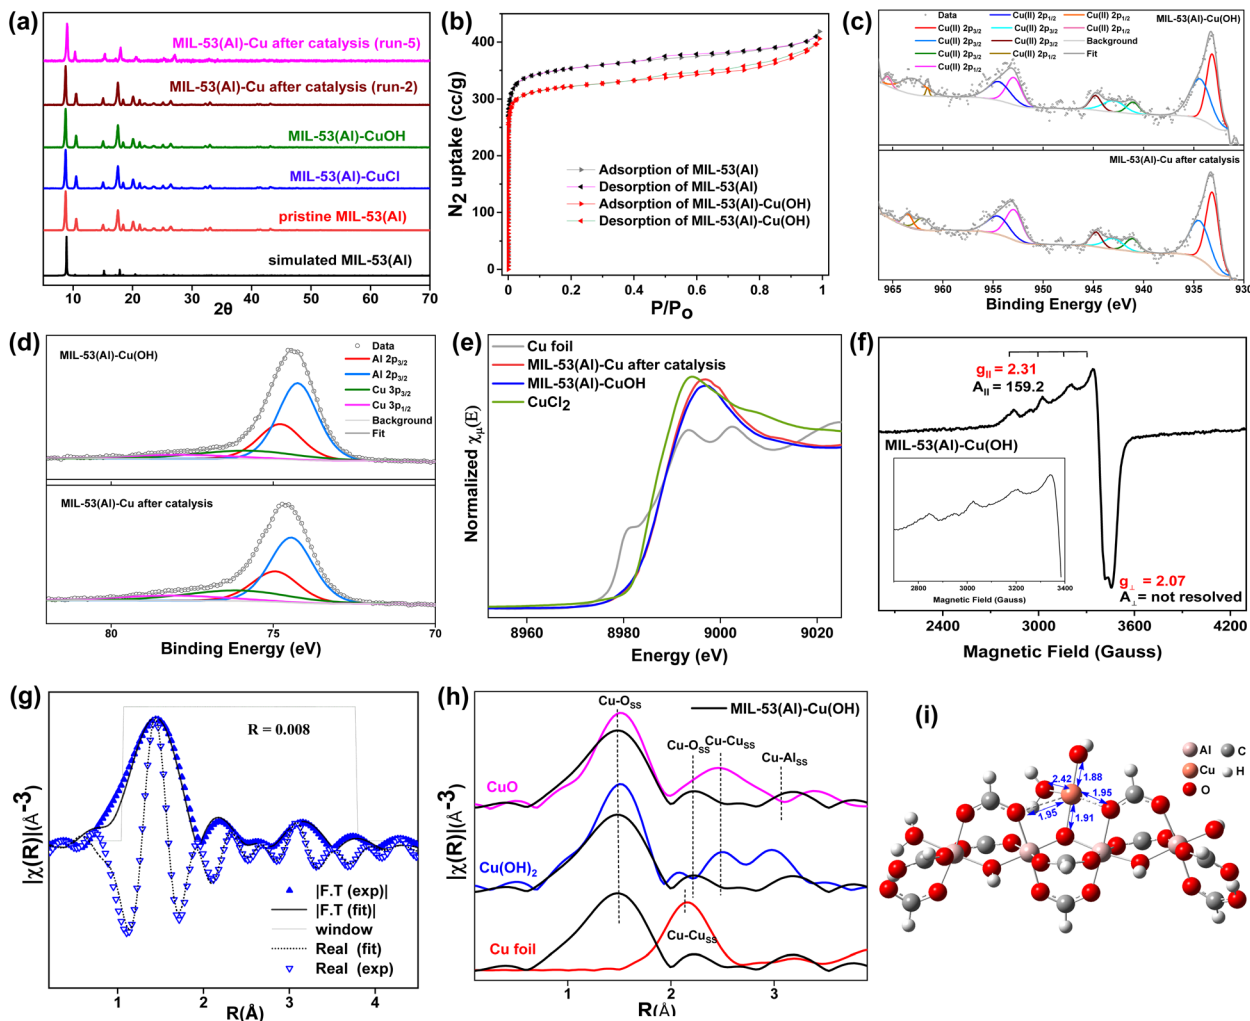 (a)
MIL-53(Al)-Cu after catalysis (run-5)
MIL-53(Al)-Cu after catalysis (run-2)
MIL-53(Al)-CuOH
MIL-53(Al)-CuCl
pristine MIL-53(Al)
simulated MIL-53(Al)
10 20 30 40 50 60 70
2θ
(b)
N2 uptake (cc/g)
400
300
200
100
0
Adsorption of MIL-53(Al)
Desorption of MIL-53(Al)
Adsorption of MIL-53(Al)-Cu(OH)
Desorption of MIL-53(Al)-Cu(OH)
0 0.2 0.4 0.6 0.8 1
P/Po
(c)
Data
Cu(II) 2p3/2
Cu(II) 2p3/2
Cu(II) 2p3/2
Cu(II) 2p1/2
Cu(II) 2p1/2
Cu(II) 2p3/2
Cu(II) 2p3/2
Cu(II) 2p1/2
Cu(II) 2p1/2
Cu(II) 2p1/2
Background
Fit
MIL-53(Al)-Cu(OH)
MIL-53(Al)-Cu after catalysis
965 960 955 950 945 940 935 930
Binding Energy (eV)
(d)
MIL-53(Al)-Cu(OH)
Data
Al 2p3/2
Al 2p3/2
Cu 3p3/2
Cu 3p1/2
Background
Fit
MIL-53(Al)-Cu after catalysis
80 75 70
Binding Energy (eV)
(e)
Normalized χμ(E)
Cu foil
MIL-53(Al)-Cu after catalysis
MIL-53(Al)-CuOH
CuCl2
8960 8980 9000 9020
Energy (eV)
(f)
g|| = 2.31
A|| = 159.2
MIL-53(Al)-Cu(OH)
2800 3000 3200 3400
Magnetic Field (Gauss)
g⊥ = 2.07
A⊥= not resolved
2400 3000 3600 4200
Magnetic Field (Gauss)
(g)
|χ(R)|(Å-3)
R = 0.008
|F.T (exp)|
|F.T (fit)|
window
Real (fit)
Real (exp)
1 2 3 4
R(Å)
(h)
|χ(R)|(Å-3)
Cu-OSS
MIL-53(Al)-Cu(OH)
Cu-OSS
Cu-CuSS
Cu-AlSS
CuO
Cu(OH)2
Cu-CuSS
Cu foil
1 2 3
R(Å)
(i)
Al
C
Cu
H
O
2.42
1.88
1.95
1.95
1.91